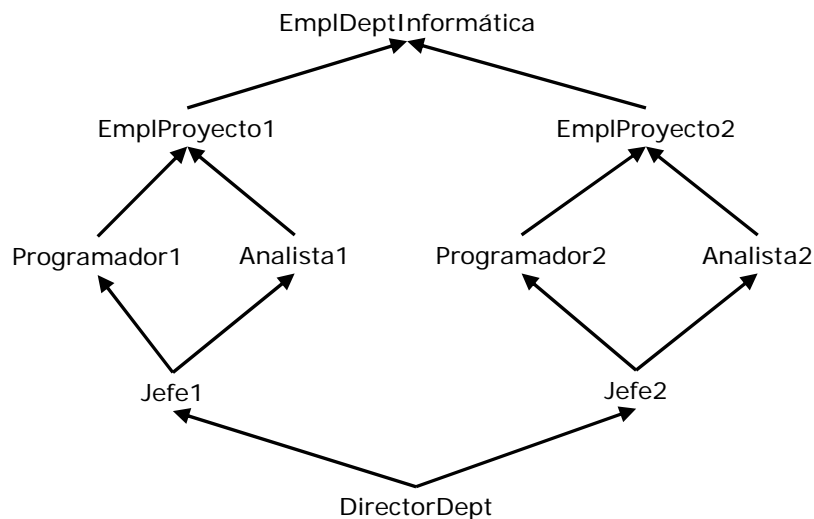 EmplDeptInformática
EmplProyecto1
EmplProyecto2
Programador1
Analista1
Programador2
Analista2
Jefe1
Jefe2
DirectorDept